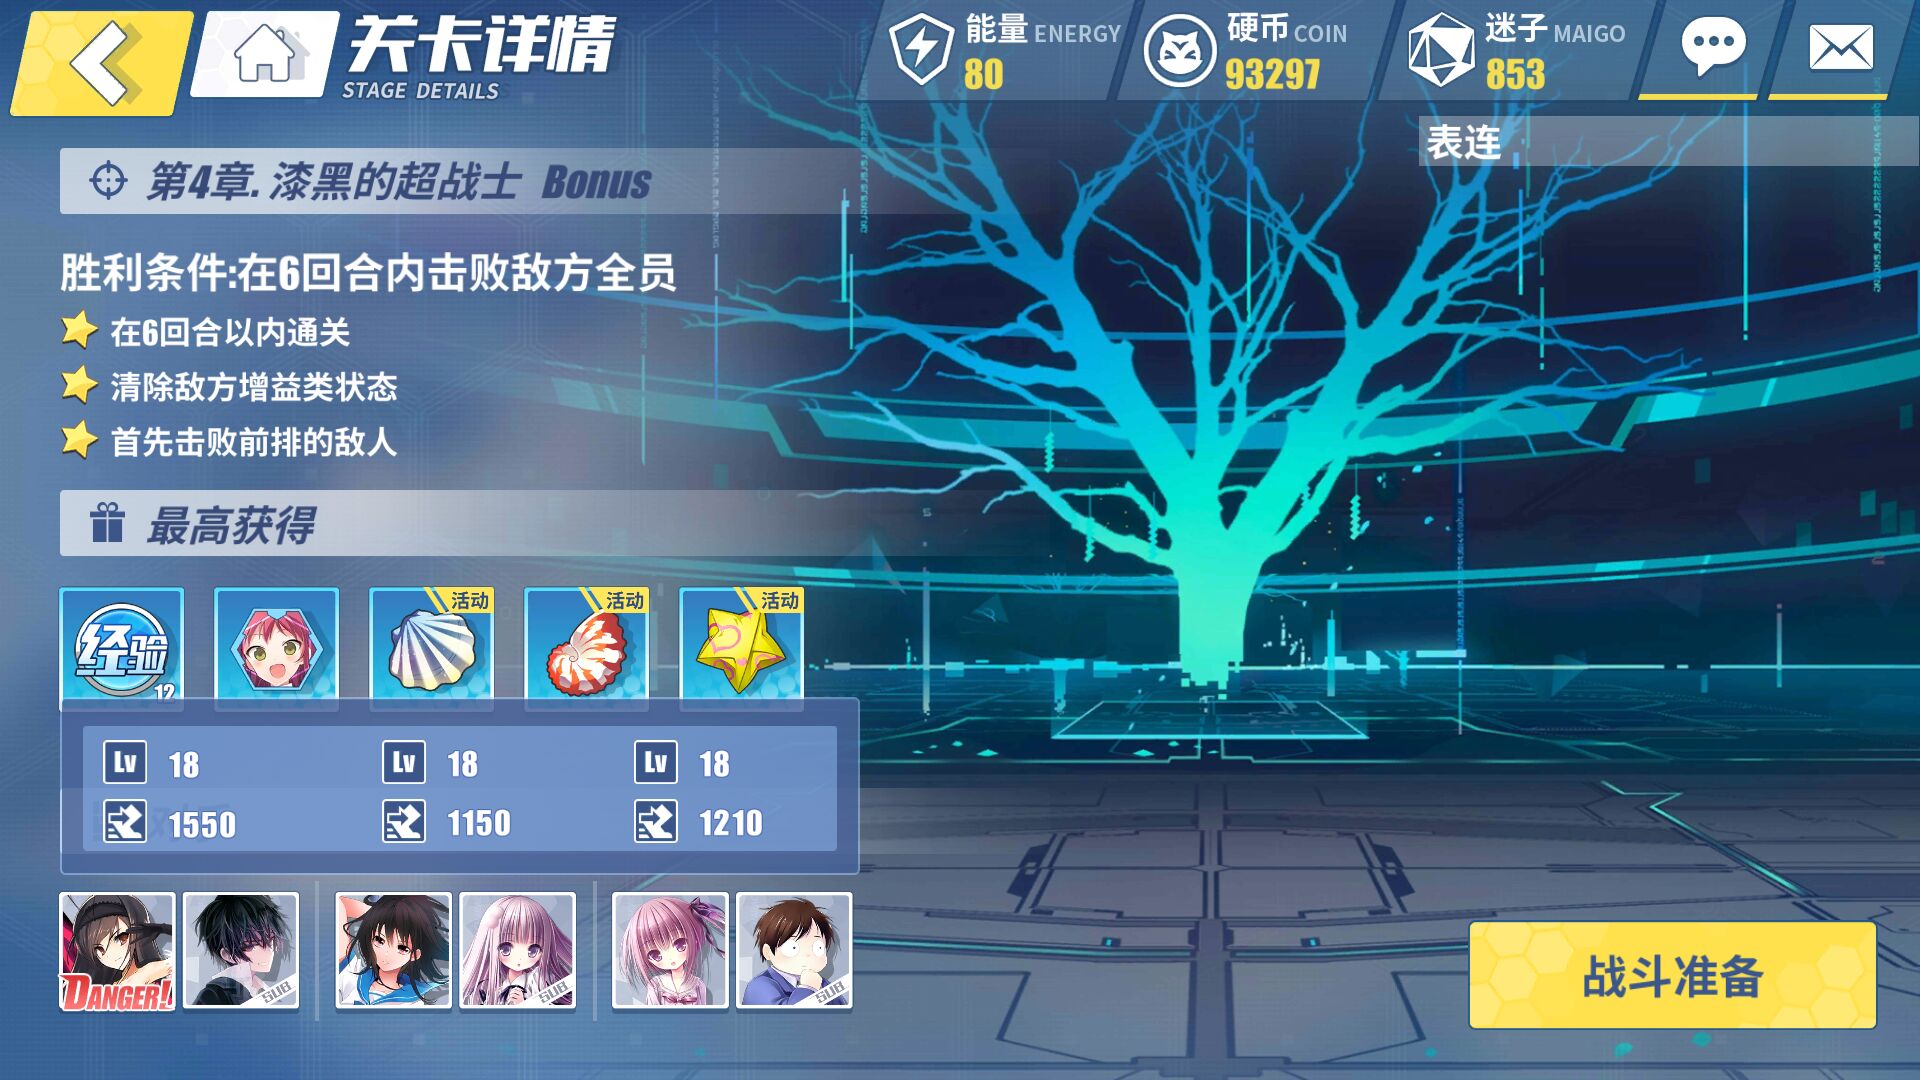 关卡详情
STAGE DETAILS
能量 ENERGY
80
硬币 COIN
93297
迷子 MAIGO
853
表连
第4章.漆黑的超战士 Bonus
胜利条件:在6回合内击败敌方全员
在6回合以内通关
清除敌方增益类状态
首先击败前排的敌人
最高获得
经验
12
活动
活动
活动
Lv 18
Lv 18
Lv 18
1550
1150
1210
DANGER!
SUB
SUB
SUB
战斗准备